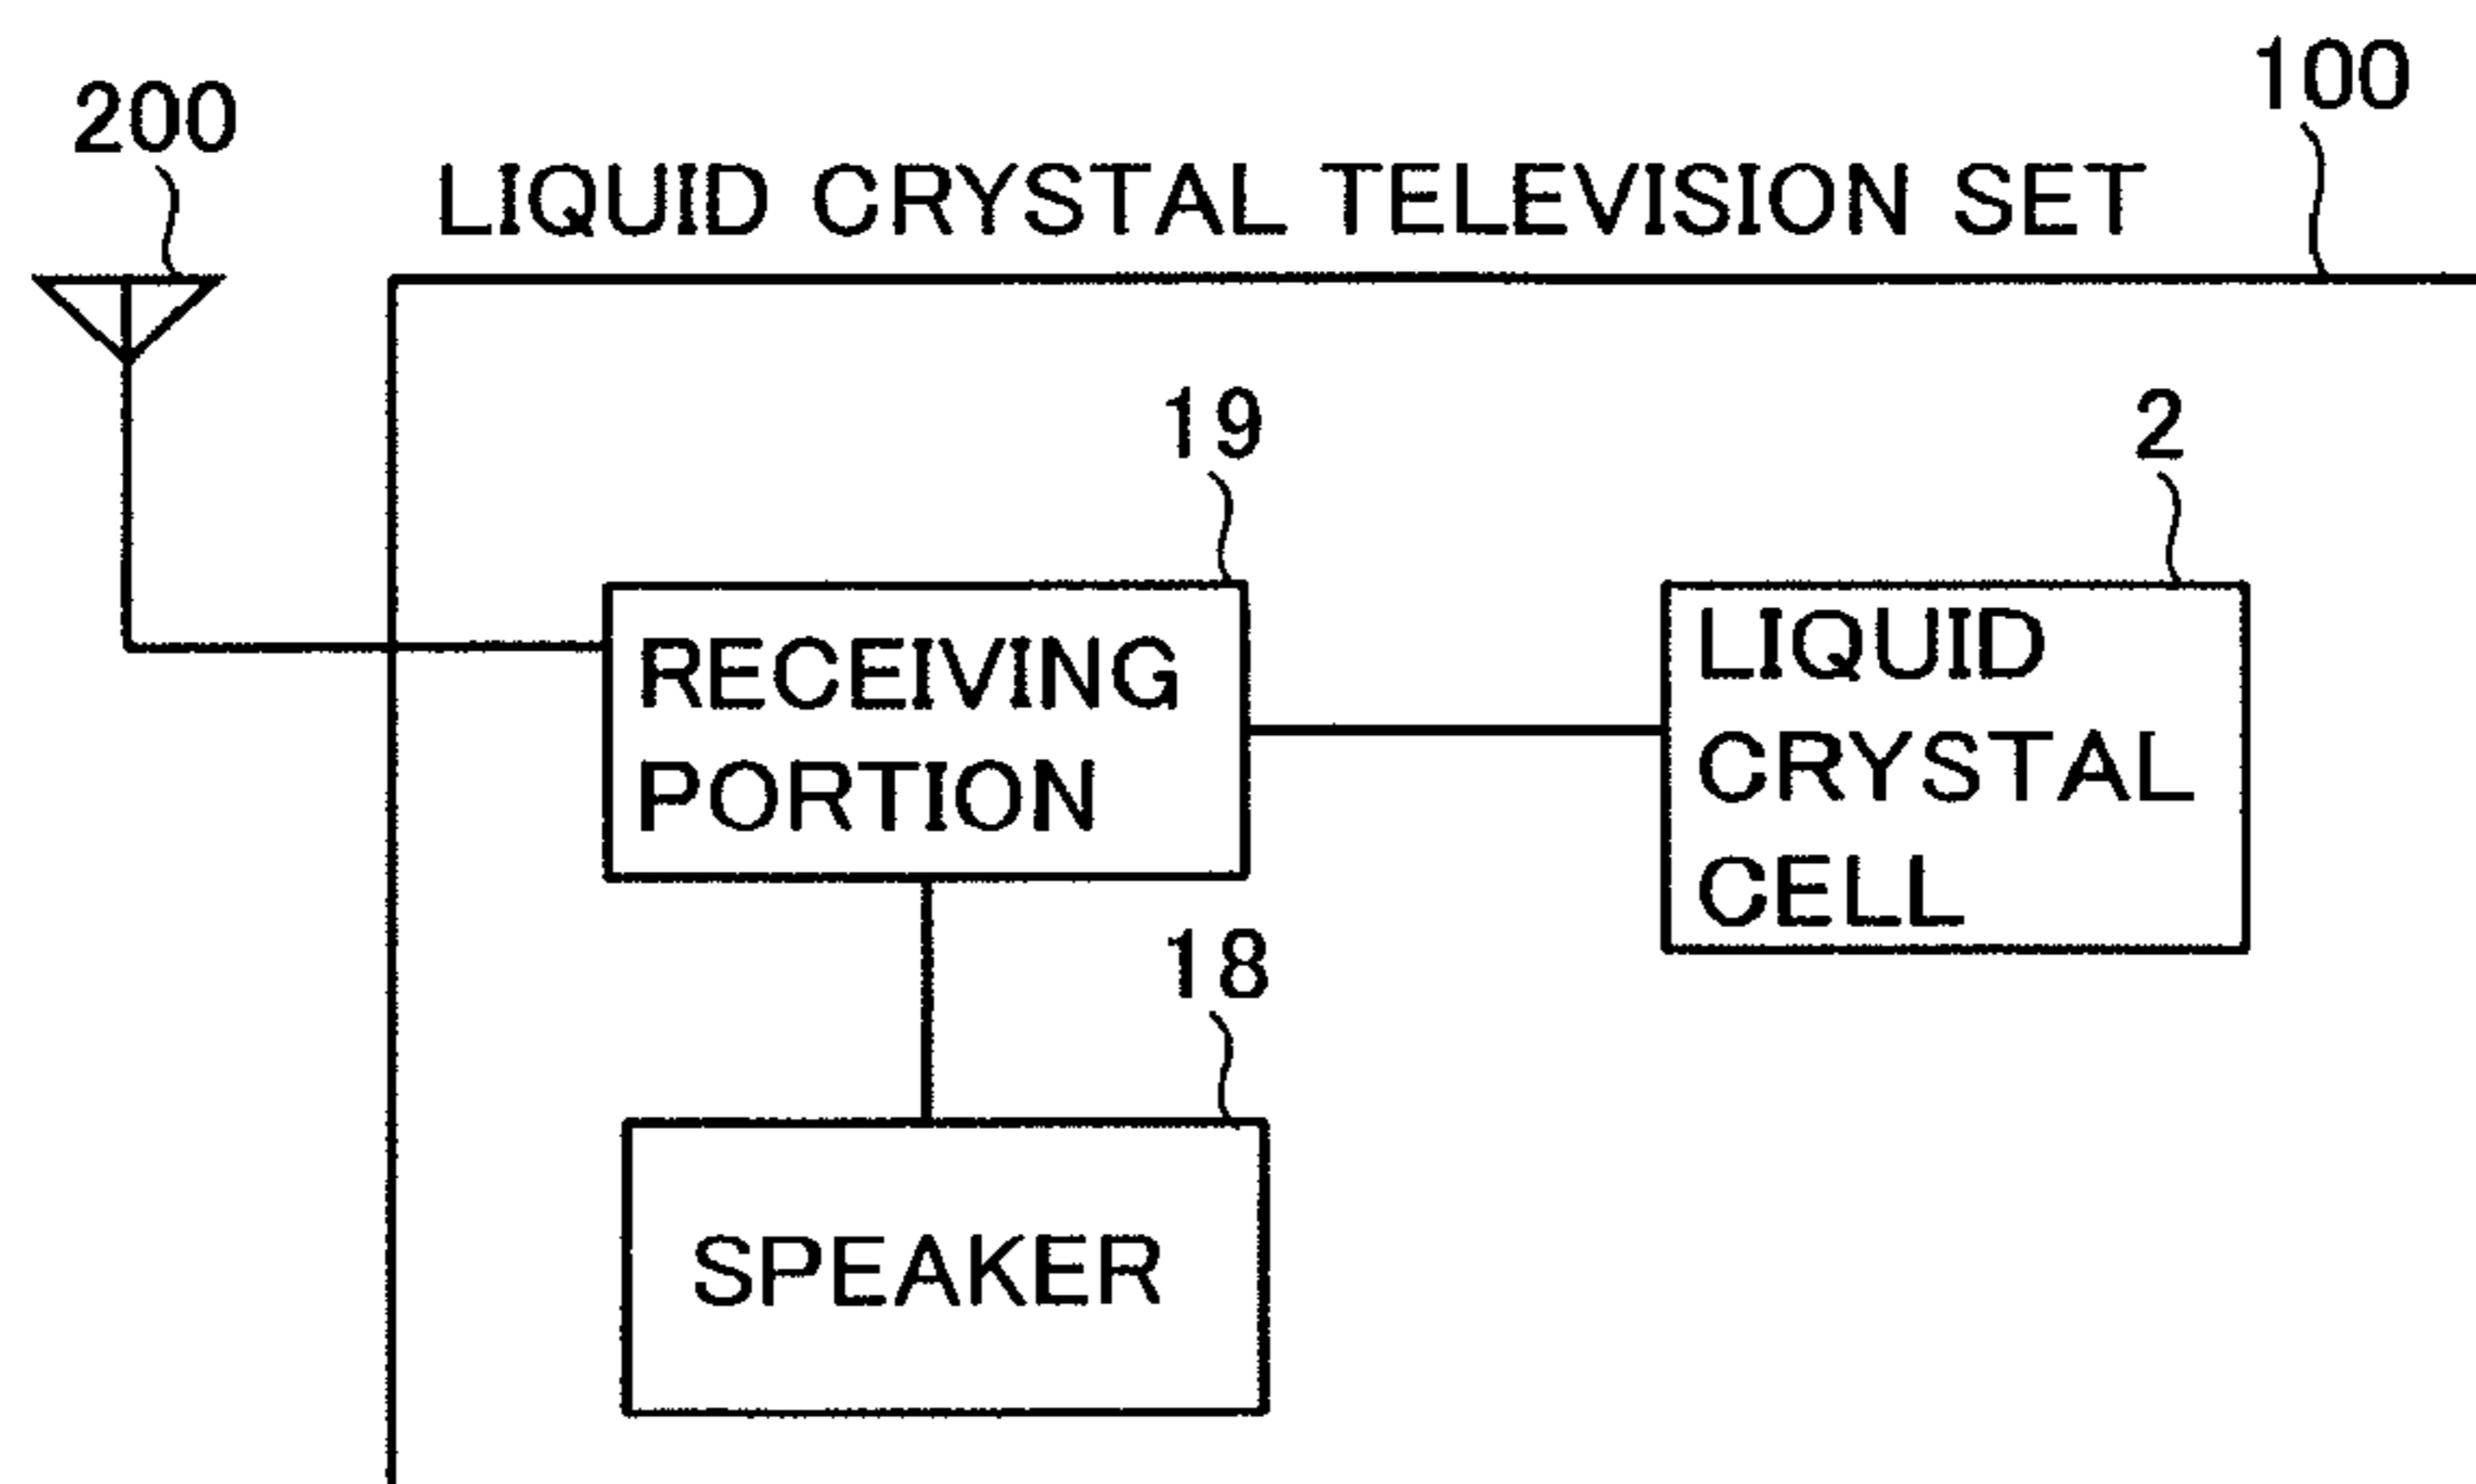 200
100
LIQUID CRYSTAL TELEVISION SET
19
2
RECEIVING
PORTION
LIQUID
CRYSTAL
CELL
18
SPEAKER